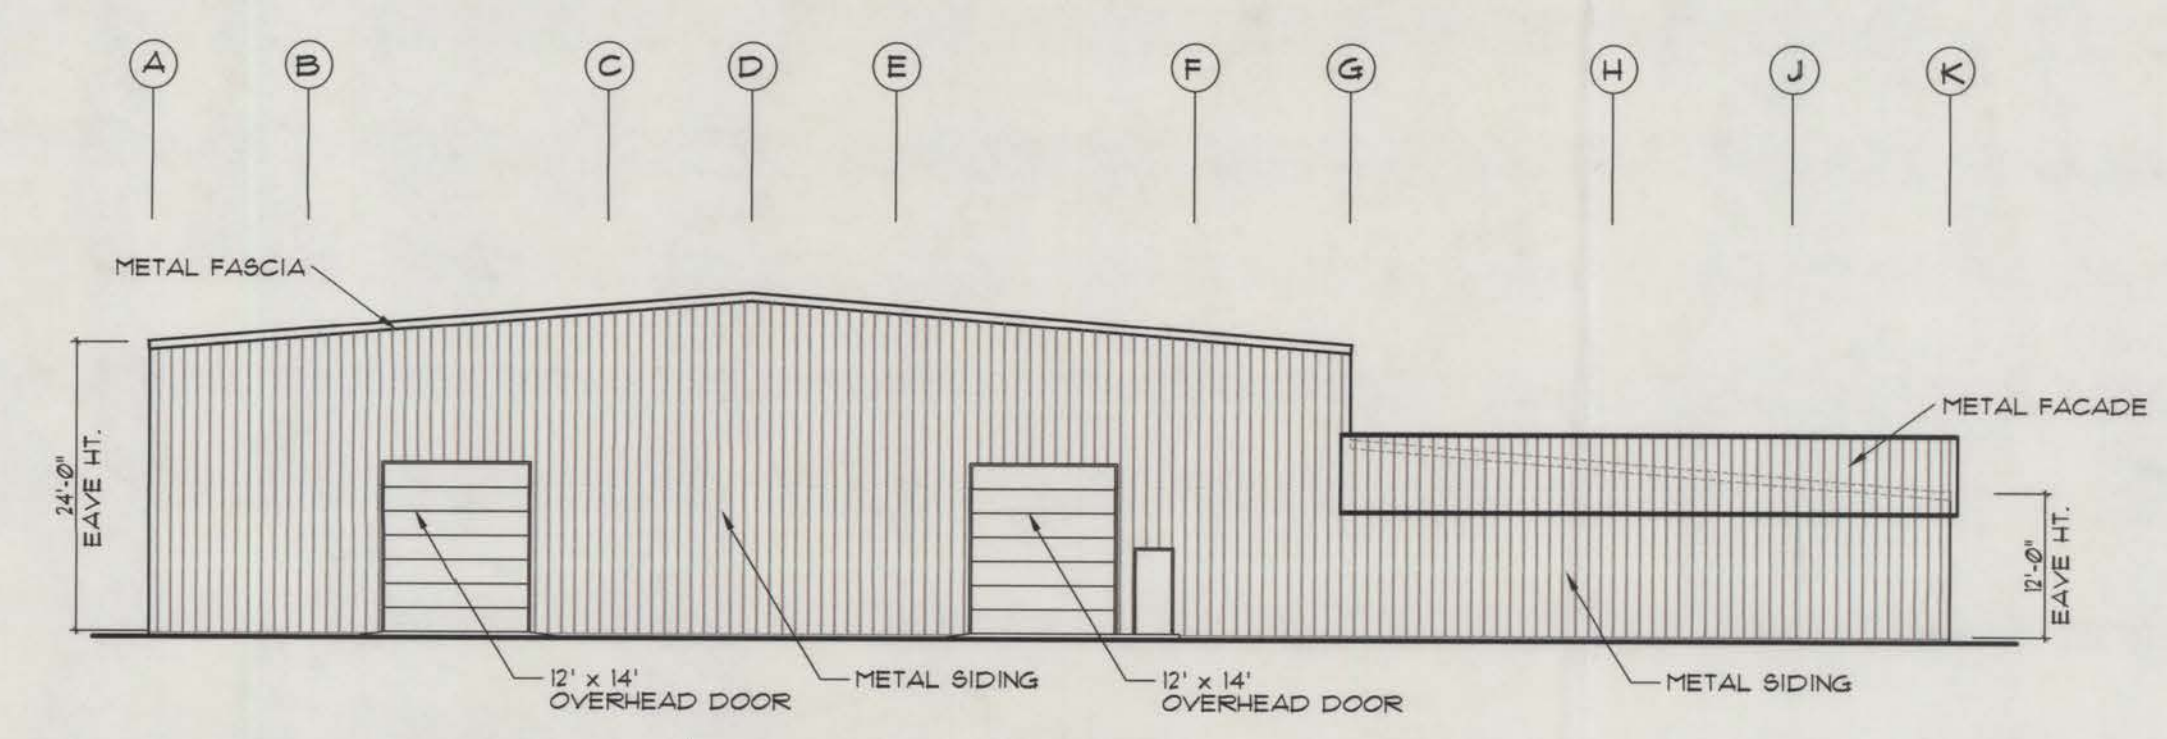 A B C D E F G H J K
METAL FASCIA
METAL FACADE
24'-0"
EAVE HT.
12'-0"
EAVE HT.
12' x 14'
OVERHEAD DOOR
METAL SIDING
12' x 14'
OVERHEAD DOOR
METAL SIDING